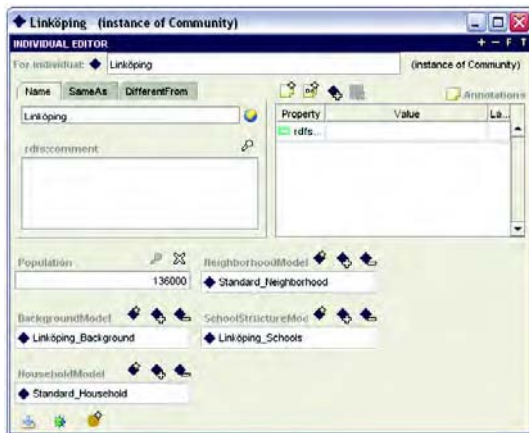 Linköping (instance of Community)
INDIVIDUAL EDITOR + − F T
For Individual: Linköping (instance of Community)
Name SameAs DifferentFrom
Annotations
Linköping
Property Value La...
rdfs...
rdfs:comment
Population
NeighborhoodModel
136000
Standard_Neighborhood
BackgroundModel
SchoolStructureMod
Linköping_Background
Linköping_Schools
HouseholdModel
Standard_Household